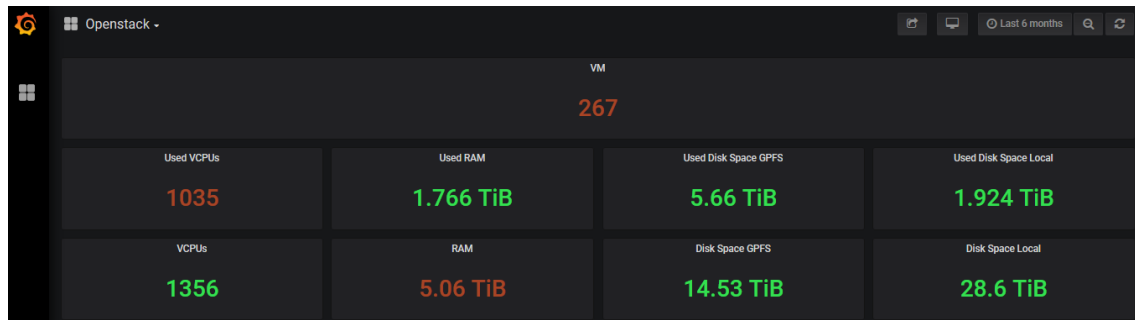 Openstack
Last 6 months
VM
267
Used VCPUs
Used RAM
Used Disk Space GPFS
Used Disk Space Local
1035
1.766 TiB
5.66 TiB
1.924 TiB
VCPUs
RAM
Disk Space GPFS
Disk Space Local
1356
5.06 TiB
14.53 TiB
28.6 TiB